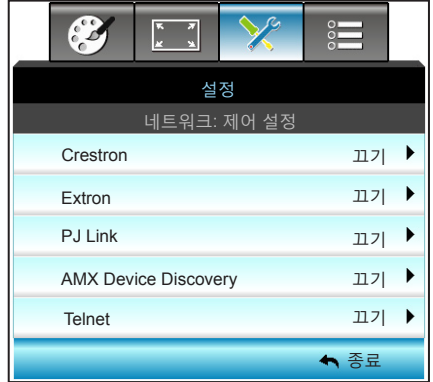 설정
네트워크: 제어 설정
Crestron 끄기
Extron 끄기
PJ Link 끄기
AMX Device Discovery 끄기
Telnet 끄기
종료